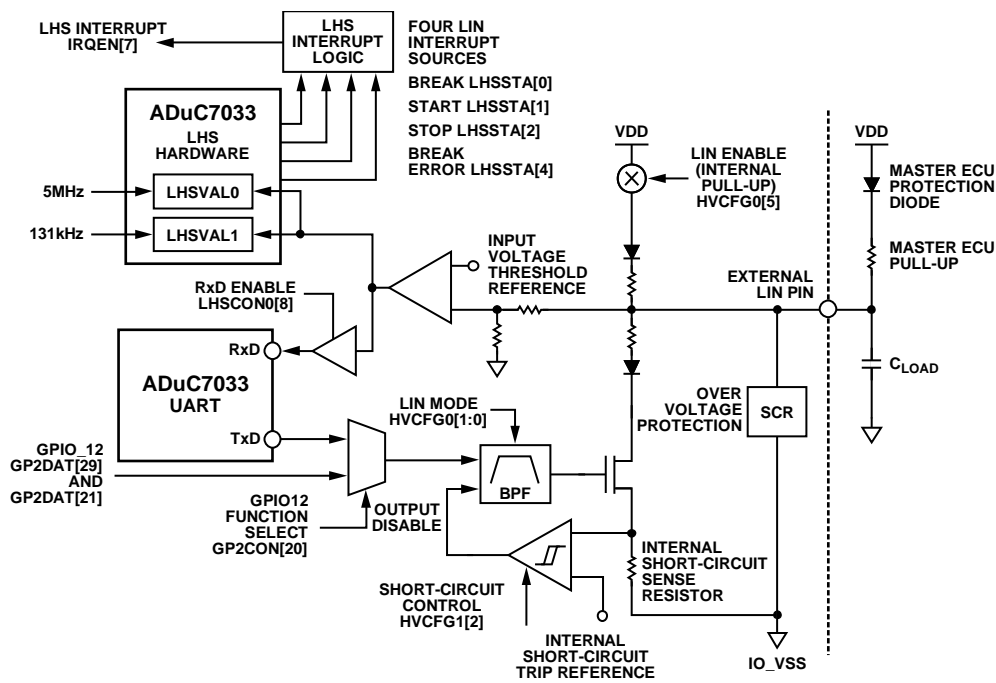 LHS INTERRUPT
IRQEN[7]
LHS
INTERRUPT
LOGIC
FOUR LIN
INTERRUPT
SOURCES
BREAK LHSSTA[0]
START LHSSTA[1]
STOP LHSSTA[2]
BREAK
ERROR LHSSTA[4]
ADuC7033
LHS
HARDWARE
5MHz
LHSVAL0
131kHz
LHSVAL1
VDD
LIN ENABLE
(INTERNAL
PULL-UP)
HVCFG0[5]
VDD
MASTER ECU
PROTECTION
DIODE
MASTER ECU
PULL-UP
INPUT
VOLTAGE
THRESHOLD
REFERENCE
EXTERNAL
LIN PIN
RxD ENABLE
LHSCON0[8]
RxD
ADuC7033
UART
TxD
CLOAD
OVER
VOLTAGE
PROTECTION
SCR
LIN MODE
HVCFG0[1:0]
BPF
GPIO_12
GP2DAT[29]
AND
GP2DAT[21]
GPIO12
FUNCTION
SELECT
GP2CON[20]
OUTPUT
DISABLE
SHORT-CIRCUIT
CONTROL
HVCFG1[2]
INTERNAL
SHORT-CIRCUIT
SENSE
RESISTOR
INTERNAL
SHORT-CIRCUIT
TRIP REFERENCE
IO_VSS